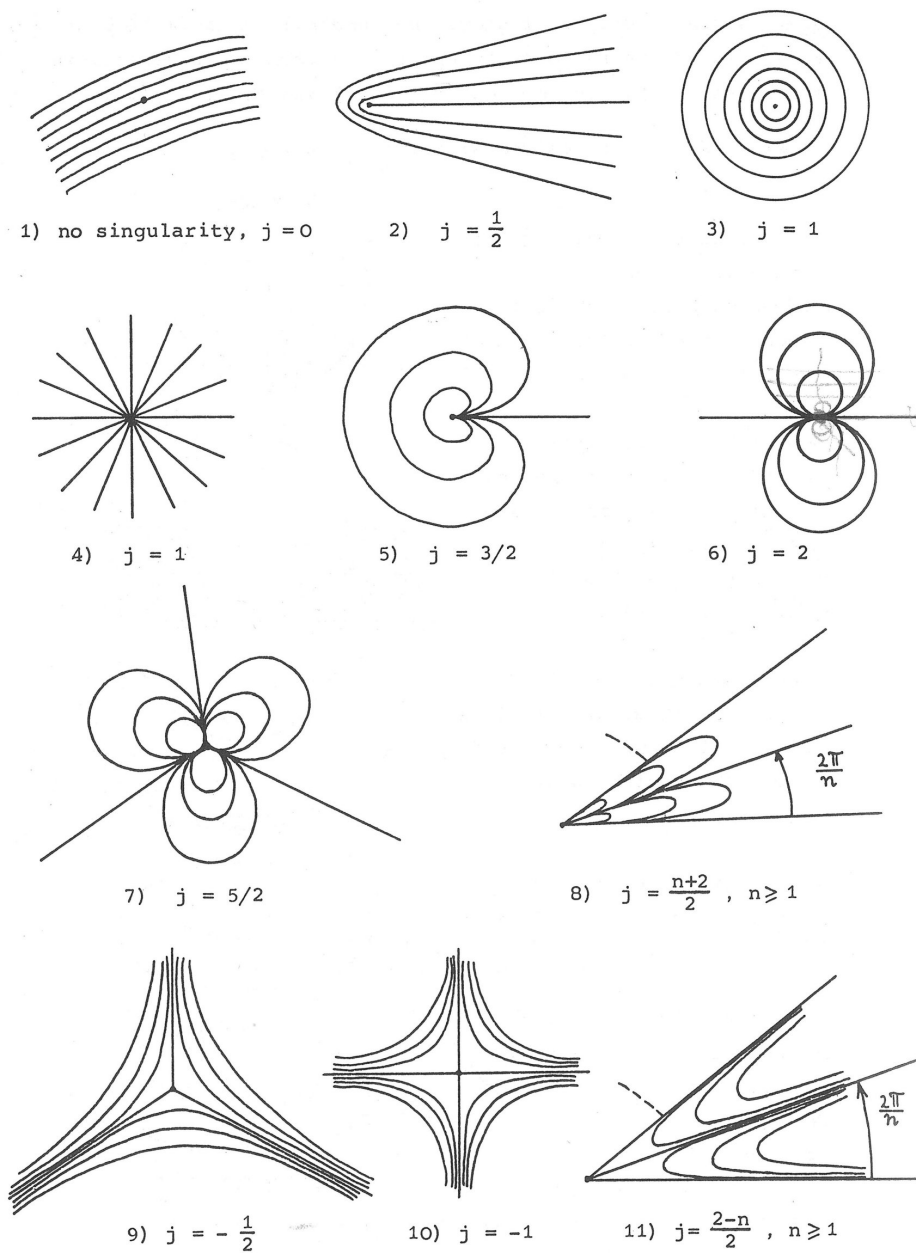 1) no singularity, j = 0
2) j = 1/2
3) j = 1
4) j = 1
5) j = 3/2
6) j = 2
2π/n
7) j = 5/2
8) j = n+2/2 , n ≥ 1
2π/n
9) j = - 1/2
10) j = -1
11) j= 2-n/2 , n ≥ 1